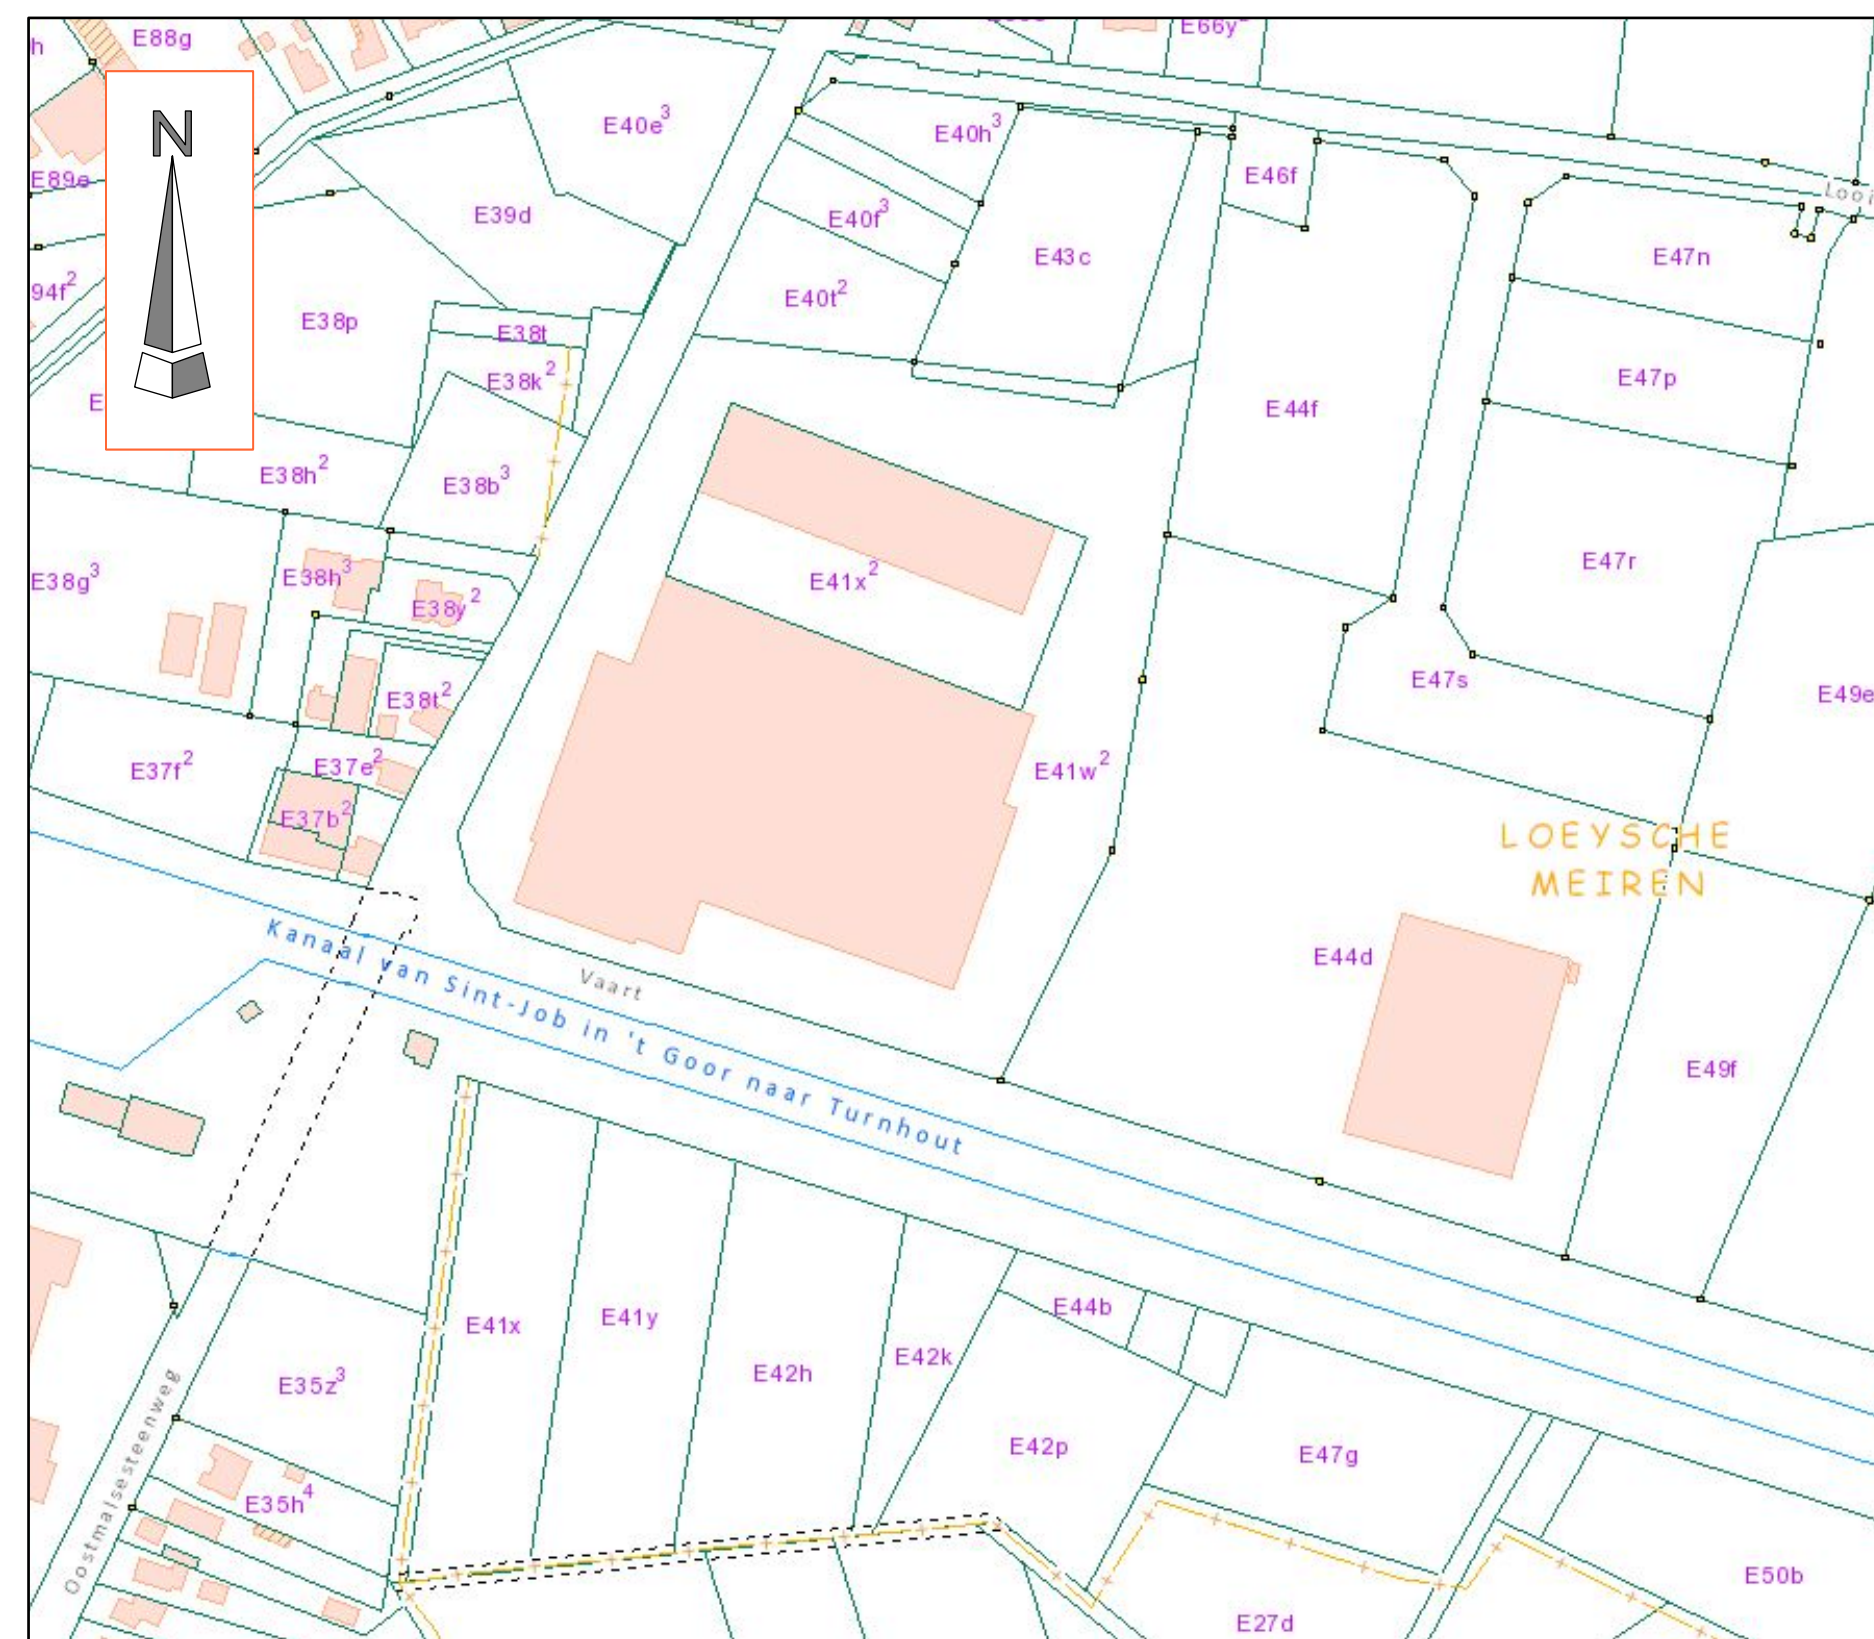 h
E88g
E66y²
N
E40e³
E40h³
E89e
E46f
Looi
E39d
E40f³
E43c
E47n
94f²
E38p
E40t²
E38t
E38k²
E47p
E
E44f
E38h²
E38b³
E38g³
E38h³
E41x²
E47r
E38y²
E38t²
E47s
E49e
E37f²
E37e²
E41w²
E37b²
LOEYSCHE
MEIREN
Kanaal van Sint-Job in 't Goor naar Turnhout
Vaart
E44d
E49f
E41x
E41y
E44b
E42k
E42h
E35z³
Oostmalsesteenweg
E42p
E47g
E35h⁴
E50b
E27d